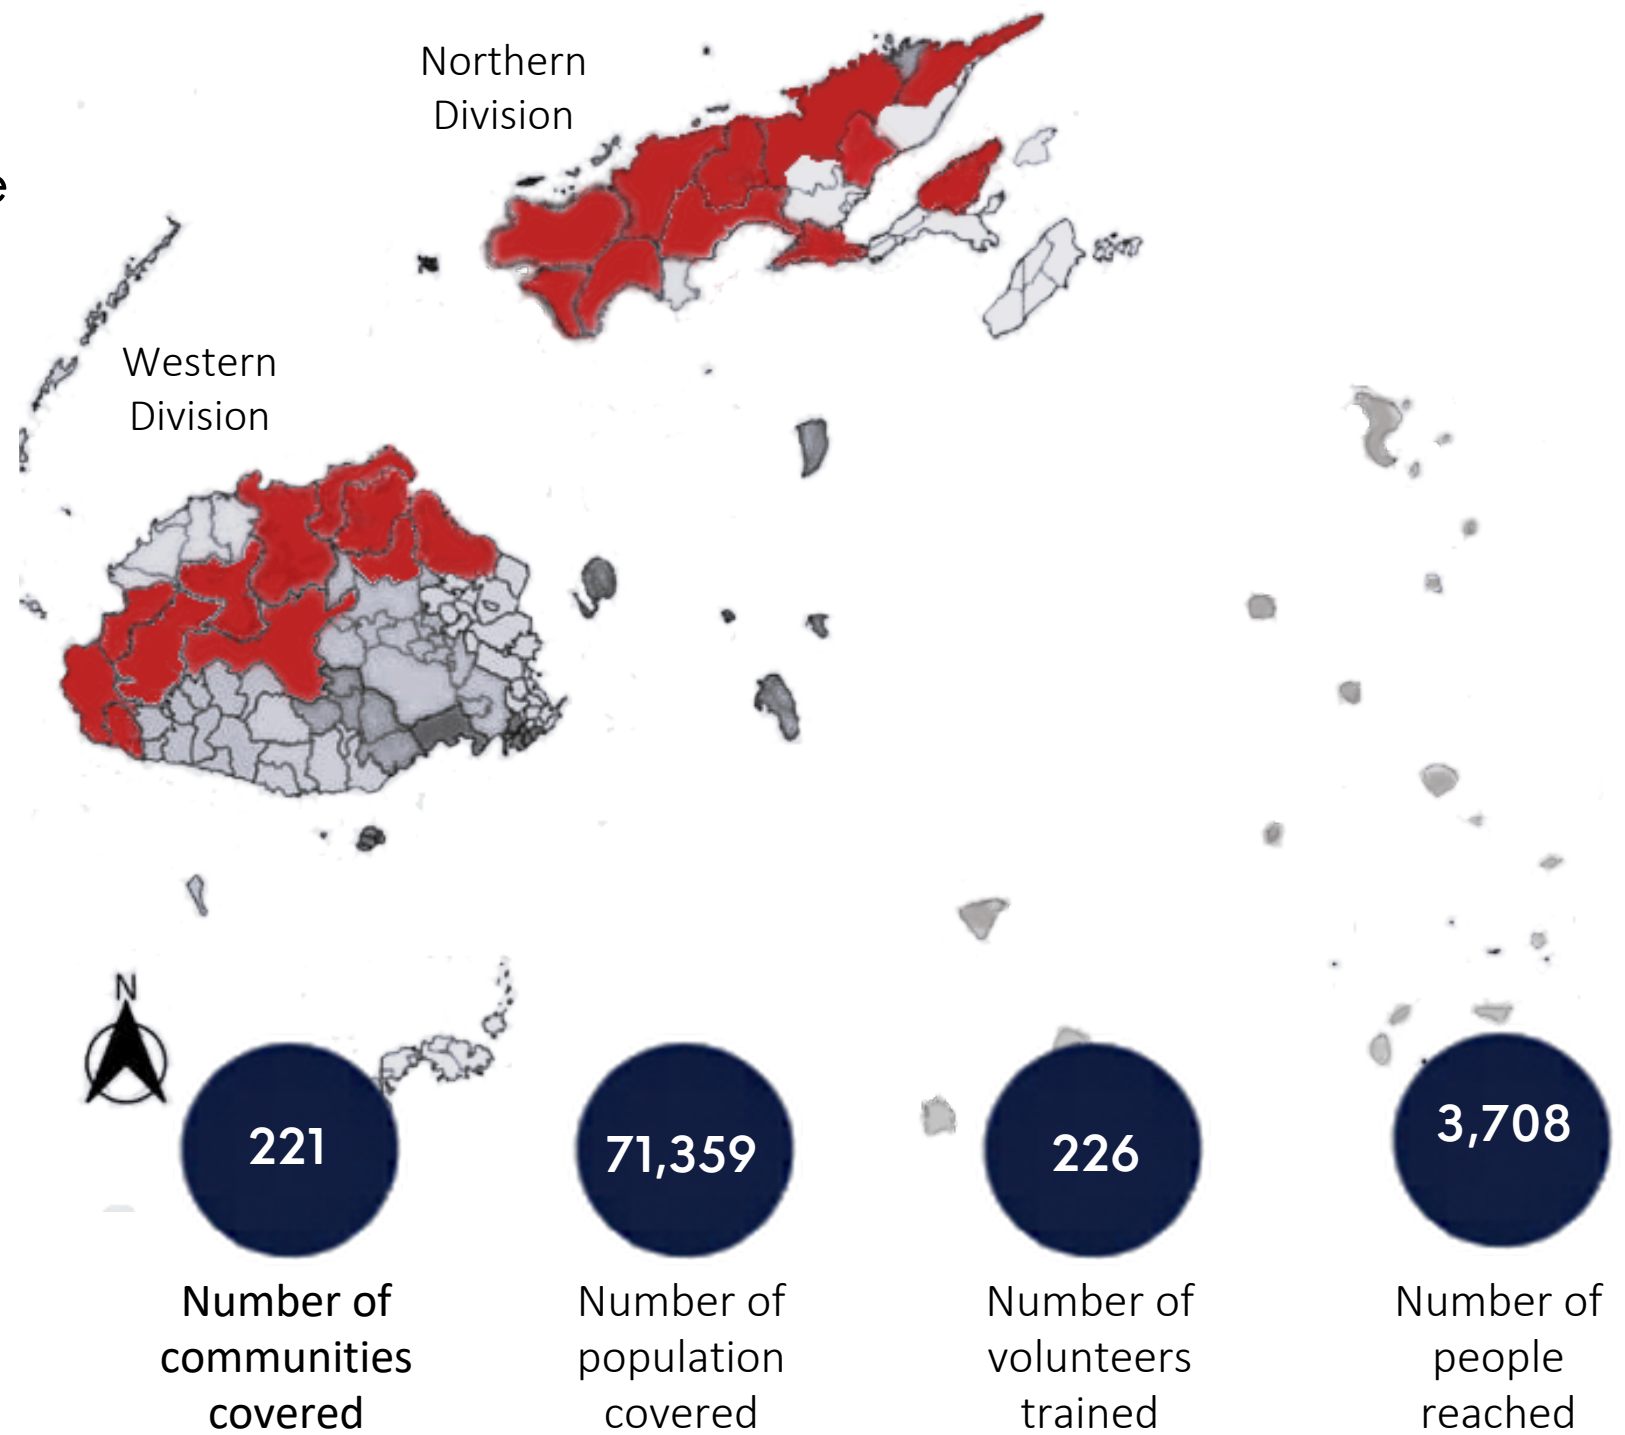 Northern
Division
e
Western
Division
N
221
71,359
226
3,708
Number of
communities
covered
Number of
population
covered
Number of
volunteers
trained
Number of
people
reached